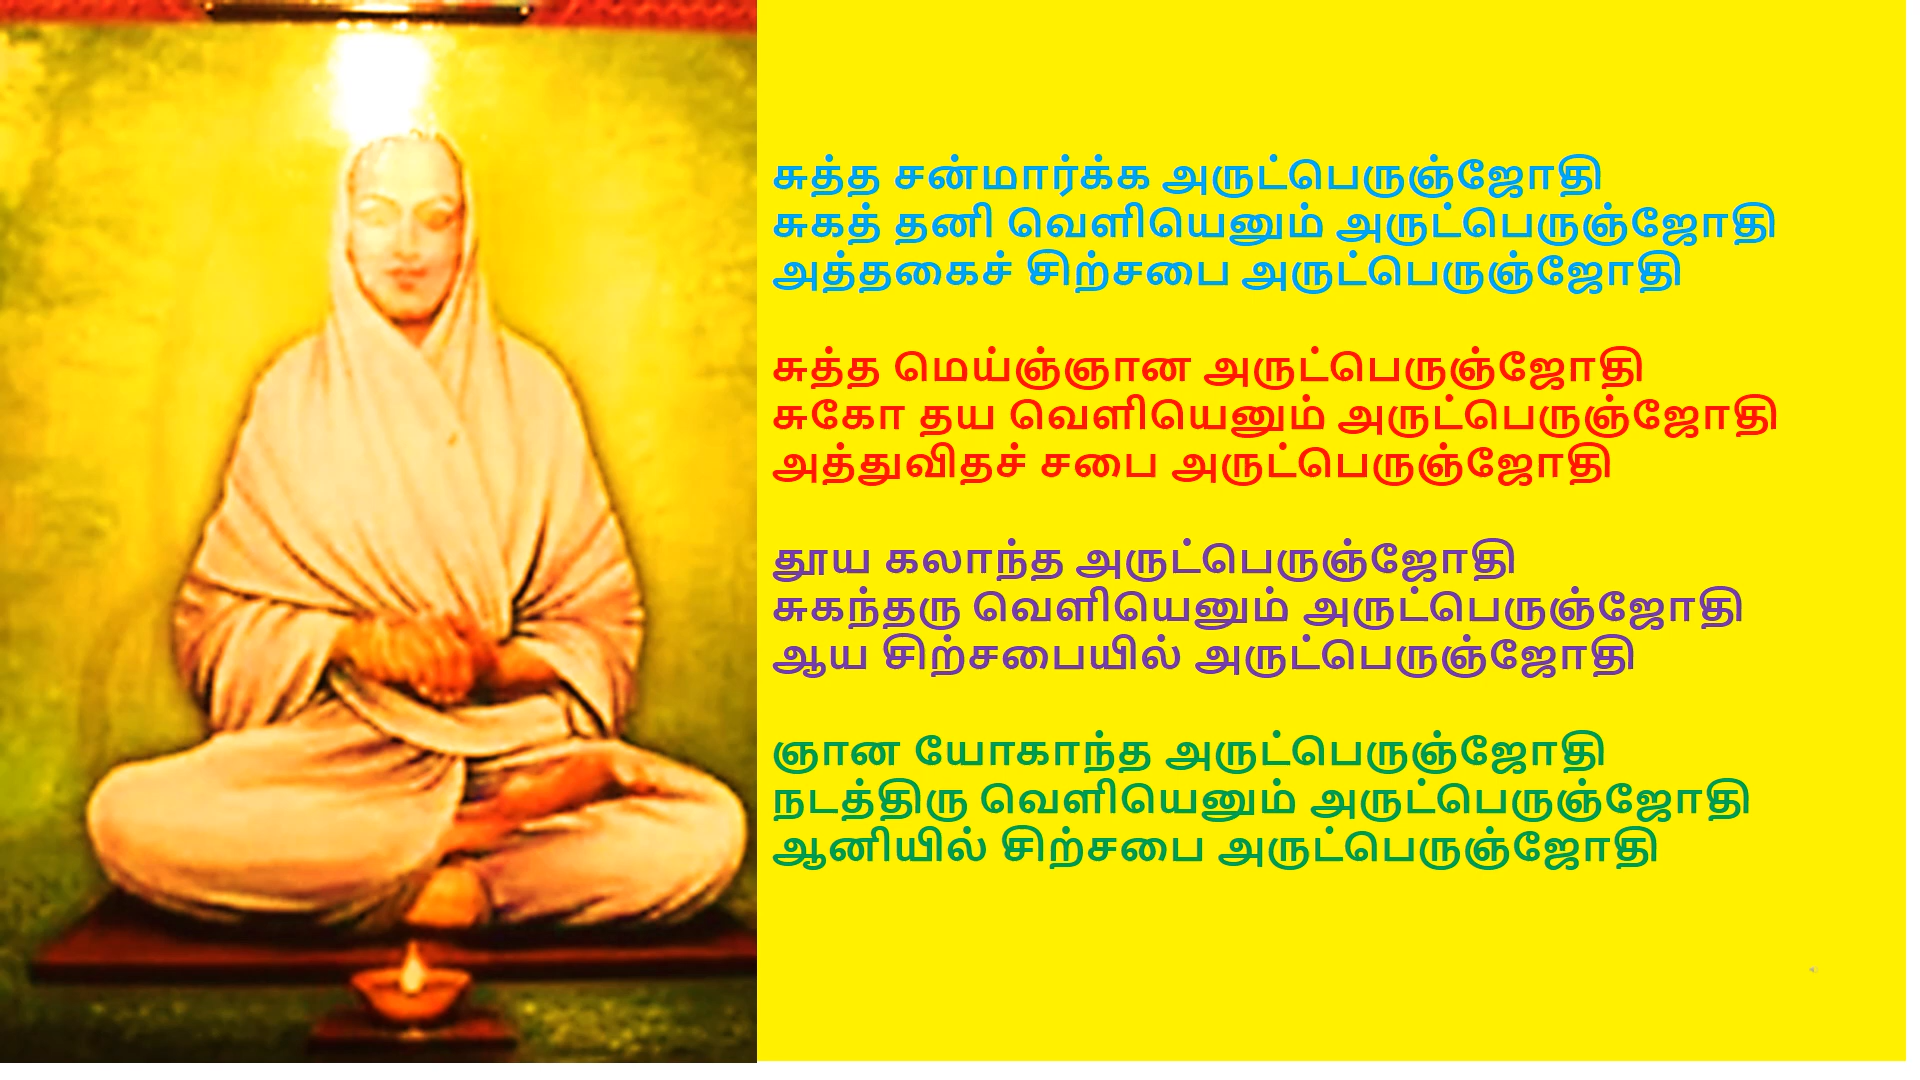 சுத்த சன்மார்க்க அருட்பெருஞ்ஜோதி
சுகத் தனி வெளியெனும் அருட்பெருஞ்ஜோதி
அத்தகைச் சிற்சபை அருட்பெருஞ்ஜோதி
சுத்த மெய்ஞ்ஞான அருட்பெருஞ்ஜோதி
சுகோ தய வெளியெனும் அருட்பெருஞ்ஜோதி
அத்துவிதச் சபை அருட்பெருஞ்ஜோதி
தூய கலாந்த அருட்பெருஞ்ஜோதி
சுகந்தரு வெளியெனும் அருட்பெருஞ்ஜோதி
ஆய சிற்சபையில் அருட்பெருஞ்ஜோதி
ஞான யோகாந்த அருட்பெருஞ்ஜோதி
நடத்திரு வெளியெனும் அருட்பெருஞ்ஜோதி
ஆனியில் சிற்சபை அருட்பெருஞ்ஜோதி